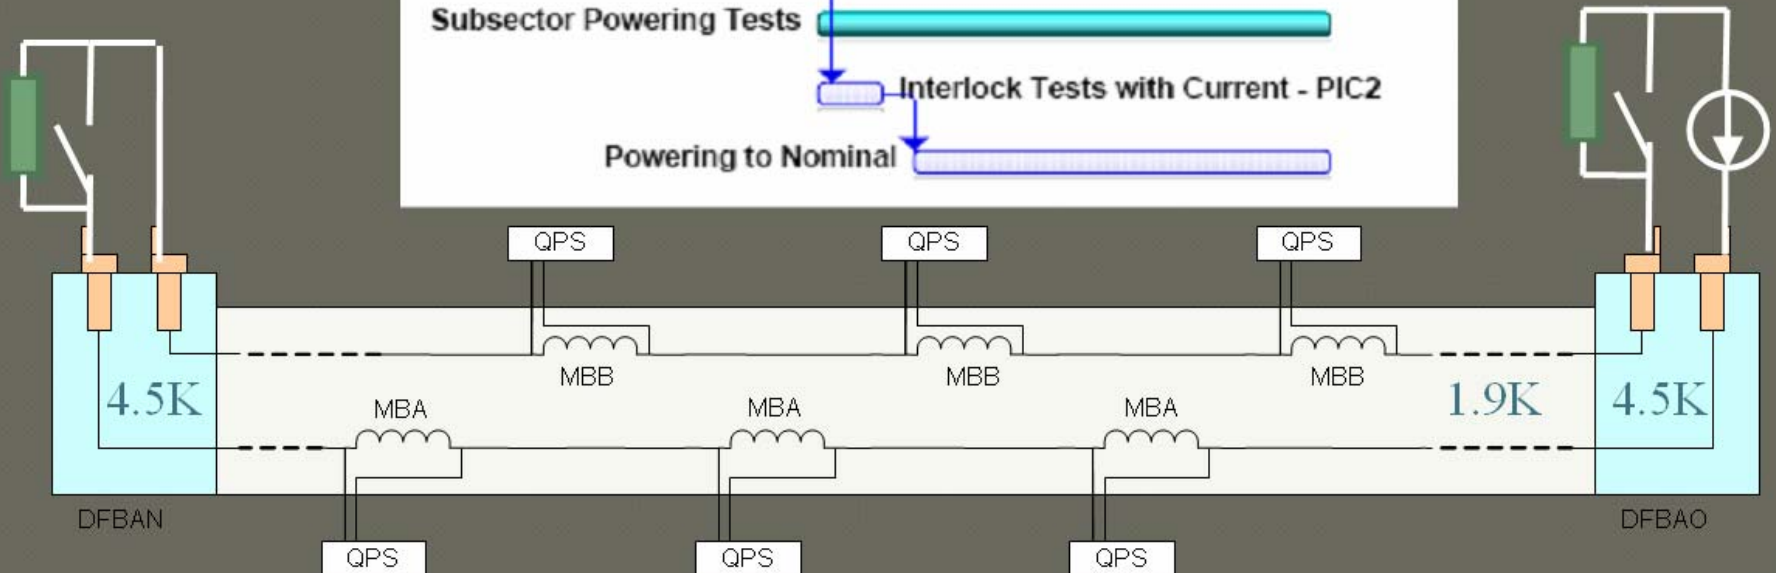 Subsector Powering Tests
Interlock Tests with Current - PIC2
Powering to Nominal
QPS QPS QPS
MBB MBB MBB
4.5K 1.9K 4.5K
MBA MBA MBA
DFBAN DFBAO
QPS QPS QPS